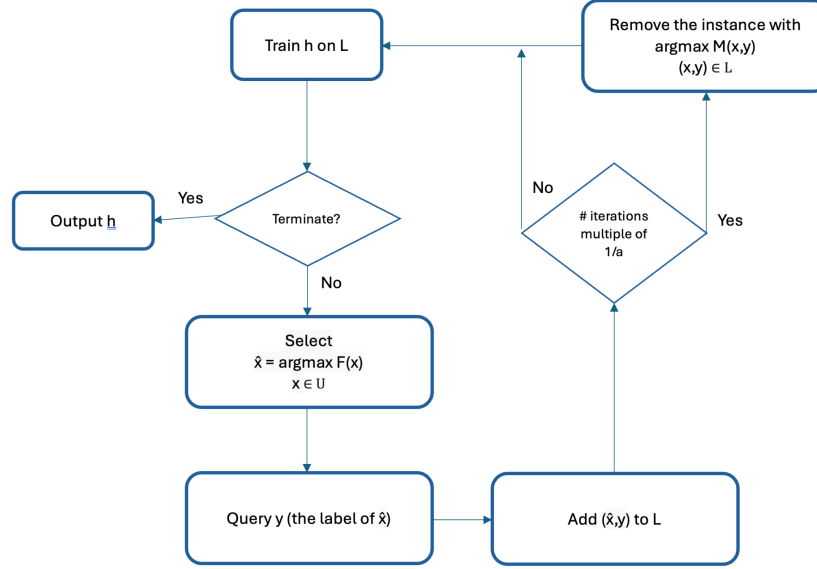 Train h on L
Remove the instance with
argmax M(x,y)
(x,y) ∈ L
Yes
Output h
Terminate?
No
# iterations
multiple of
1/a
No
Yes
Select
x̂ = argmax F(x)
x ∈ U
Query y (the label of x̂)
Add (x̂,y) to L